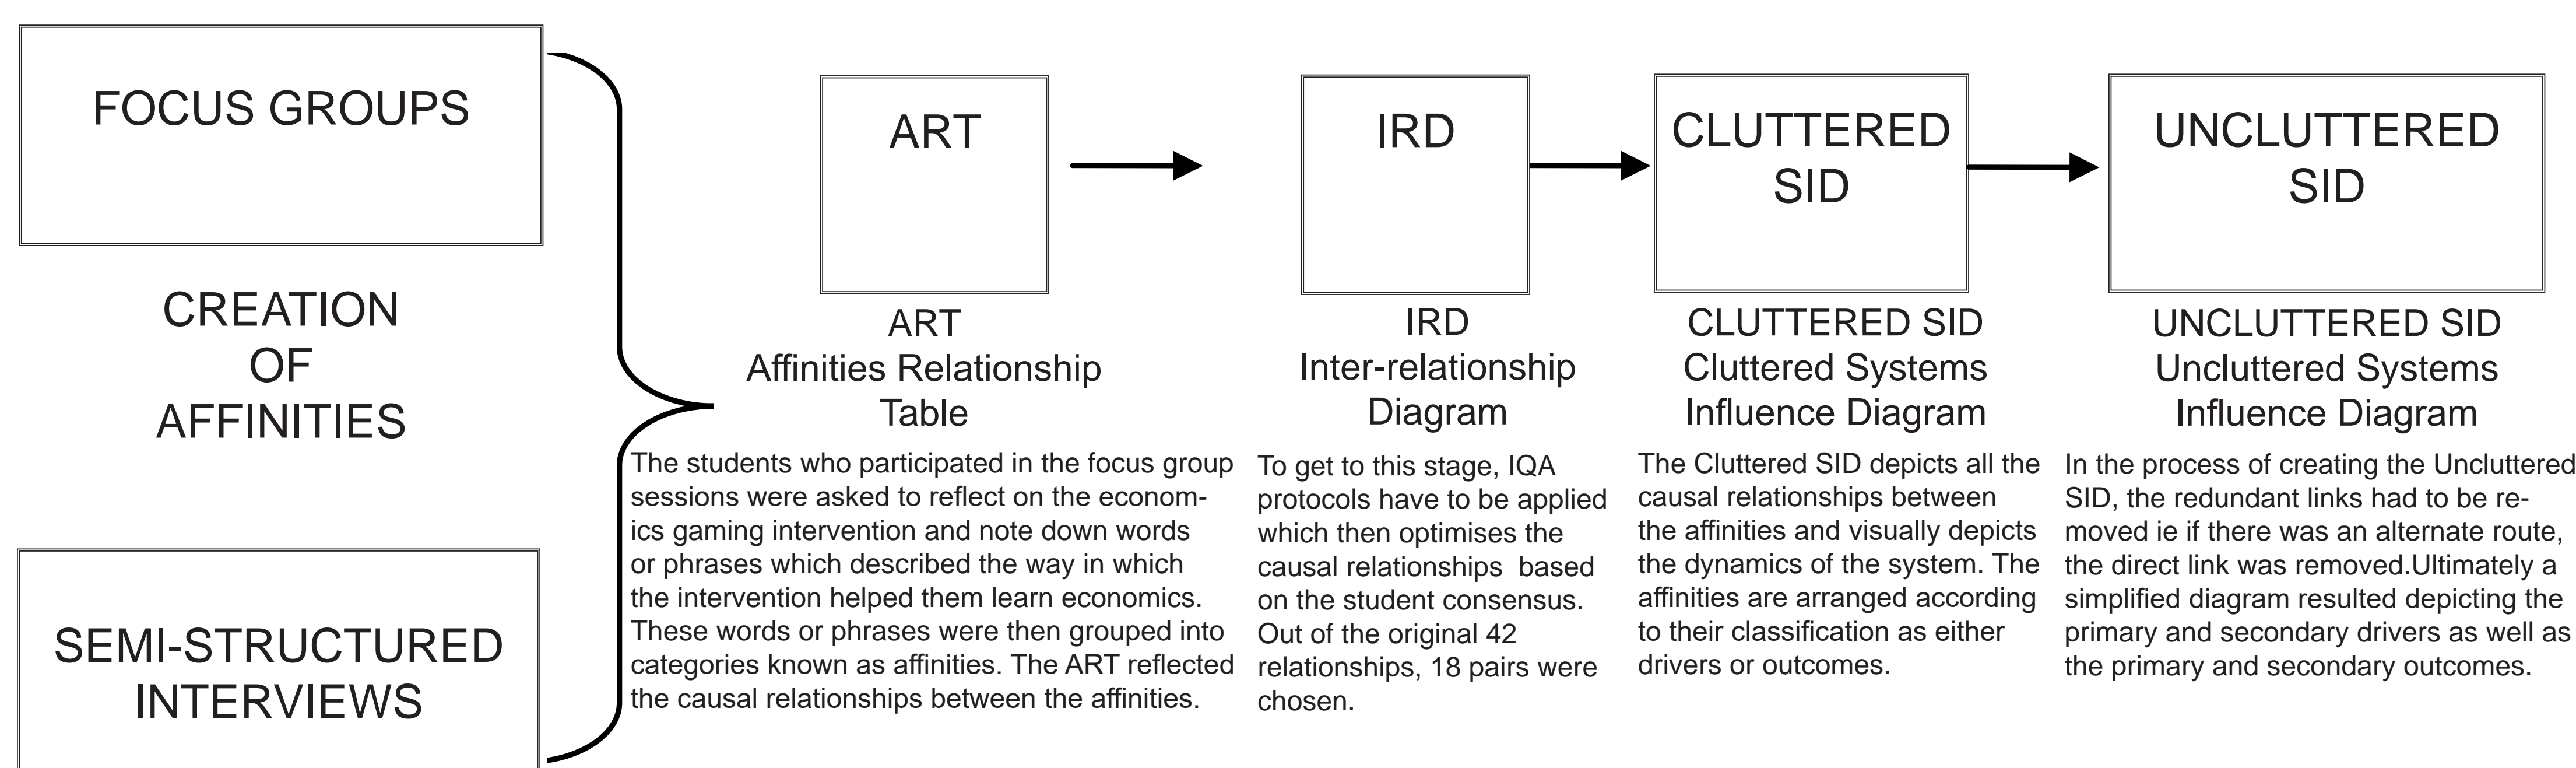 FOCUS GROUPS
CREATION
OF
AFFINITIES
SEMI-STRUCTURED
INTERVIEWS
ART
ART
Affinities Relationship
Table
The students who participated in the focus group
sessions were asked to reflect on the econom-
ics gaming intervention and note down words
or phrases which described the way in which
the intervention helped them learn economics.
These words or phrases were then grouped into
categories known as affinities. The ART reflected
the causal relationships between the affinities.
IRD
IRD
Inter-relationship
Diagram
To get to this stage, IQA
protocols have to be applied
which then optimises the
causal relationships  based
on the student consensus.
Out of the original 42
relationships, 18 pairs were
chosen.
CLUTTERED
SID
CLUTTERED SID
Cluttered Systems
Influence Diagram
The Cluttered SID depicts all the
causal relationships between
the affinities and visually depicts
the dynamics of the system. The
affinities are arranged according
to their classification as either
drivers or outcomes.
UNCLUTTERED
SID
UNCLUTTERED SID
Uncluttered Systems
Influence Diagram
In the process of creating the Uncluttered
SID, the redundant links had to be re-
moved ie if there was an alternate route,
the direct link was removed.Ultimately a
simplified diagram resulted depicting the
primary and secondary drivers as well as
the primary and secondary outcomes.